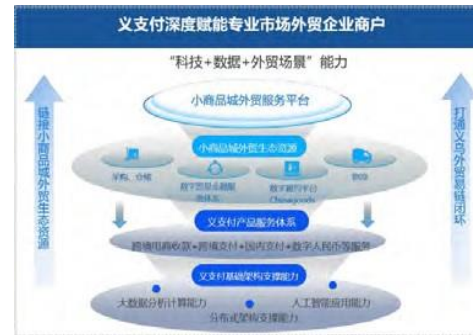 义支付深度赋能专业市场外贸企业商户
“科技+数据+外贸场景”能力
小商品城外贸服务平台
小商品城外贸生态资源
采购、仓储
数字贸易金融服
务体系
数字履约平台
Chinagoods
物流
义支付产品服务体系
跨境电商收款+跨境支付+国内支付+数字人民币等服务
义支付基础架构支撑能力
大数据分析计算能力
人工智能应用能力
分布式架构支撑能力
链接小商品城外贸生态资源
打通义乌外贸贸易链闭环